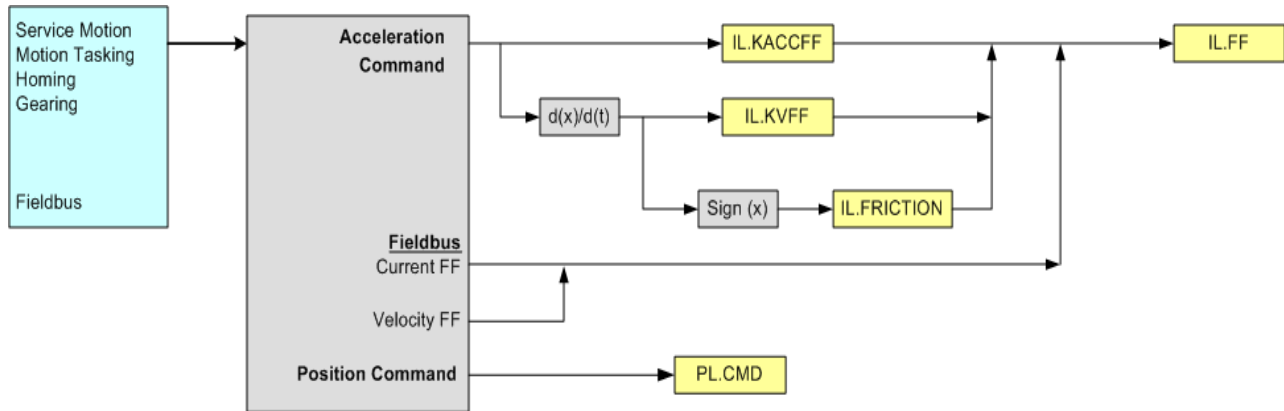 Service Motion
Motion Tasking
Homing
Gearing
Fieldbus
Acceleration
Command
Fieldbus
Current FF
Velocity FF
Position Command
IL.KACCFF
IL.FF
d(x)/d(t)
IL.KVFF
Sign (x)
IL.FRICTION
PL.CMD